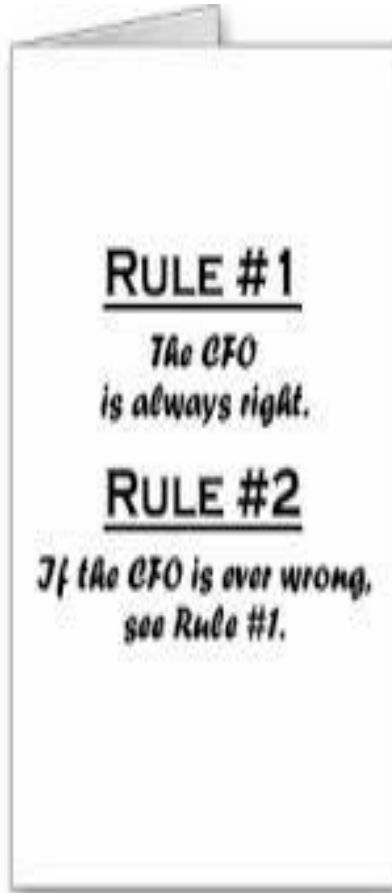 RULE #1
The CFO
is always right.
RULE #2
If the CFO is ever wrong,
see Rule #1.